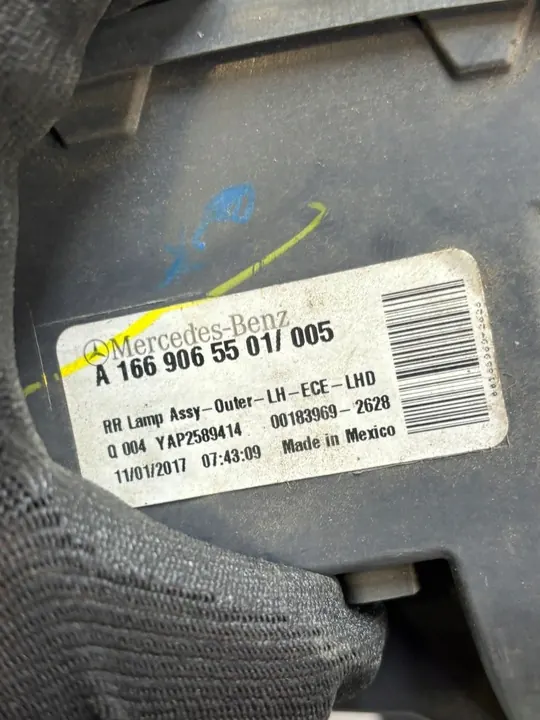 Mercedes-Benz
A 166 906 55 01/ 005
RR Lamp Assy-Outer-LH-ECE-LHD
Q 004 YAP2589414 00183969-2628
11/01/2017 07:43:09 Made in Mexico